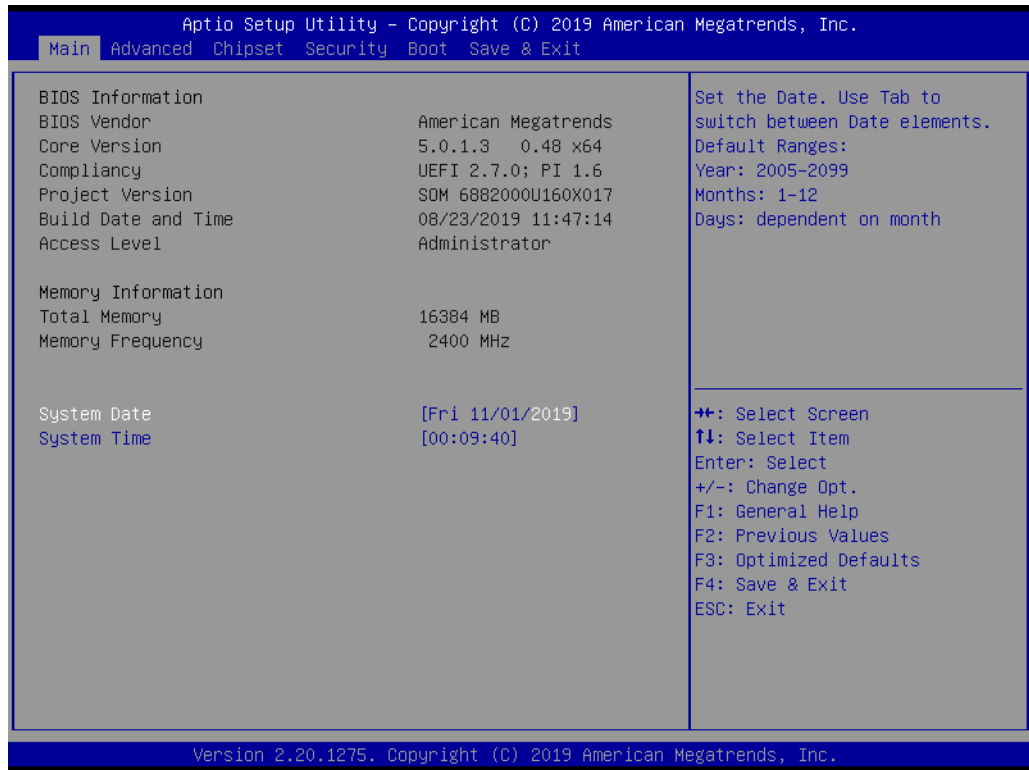 Aptio Setup Utility – Copyright (C) 2019 American Megatrends, Inc.
Main Advanced Chipset Security Boot Save & Exit
BIOS Information
BIOS Vendor American Megatrends
Core Version 5.0.1.3 0.48 x64
Compliancy UEFI 2.7.0; PI 1.6
Project Version SOM 6882000U160X017
Build Date and Time 08/23/2019 11:47:14
Access Level Administrator
Memory Information
Total Memory 16384 MB
Memory Frequency 2400 MHz
System Date [Fri 11/01/2019]
System Time [00:09:40]
Set the Date. Use Tab to
switch between Date elements.
Default Ranges:
Year: 2005-2099
Months: 1-12
Days: dependent on month
→←: Select Screen
↑↓: Select Item
Enter: Select
+/-: Change Opt.
F1: General Help
F2: Previous Values
F3: Optimized Defaults
F4: Save & Exit
ESC: Exit
Version 2.20.1275. Copyright (C) 2019 American Megatrends, Inc.